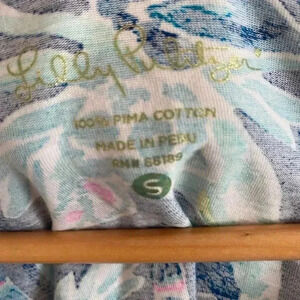 Lilly Pulitzer
100% PIMA COTTON
MADE IN PERU
RN# 68189
S